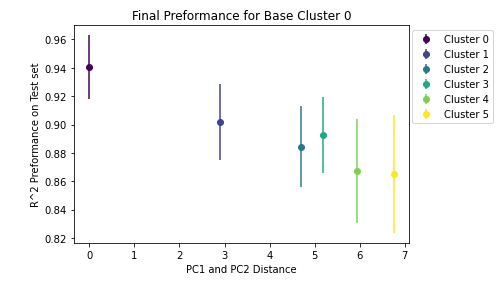 Final Preformance for Base Cluster 0
R^2 Preformance on Test set
0.96
0.94
0.92
0.90
0.88
0.86
0.84
0.82
0 1 2 3 4 5 6 7
PC1 and PC2 Distance
Cluster 0
Cluster 1
Cluster 2
Cluster 3
Cluster 4
Cluster 5